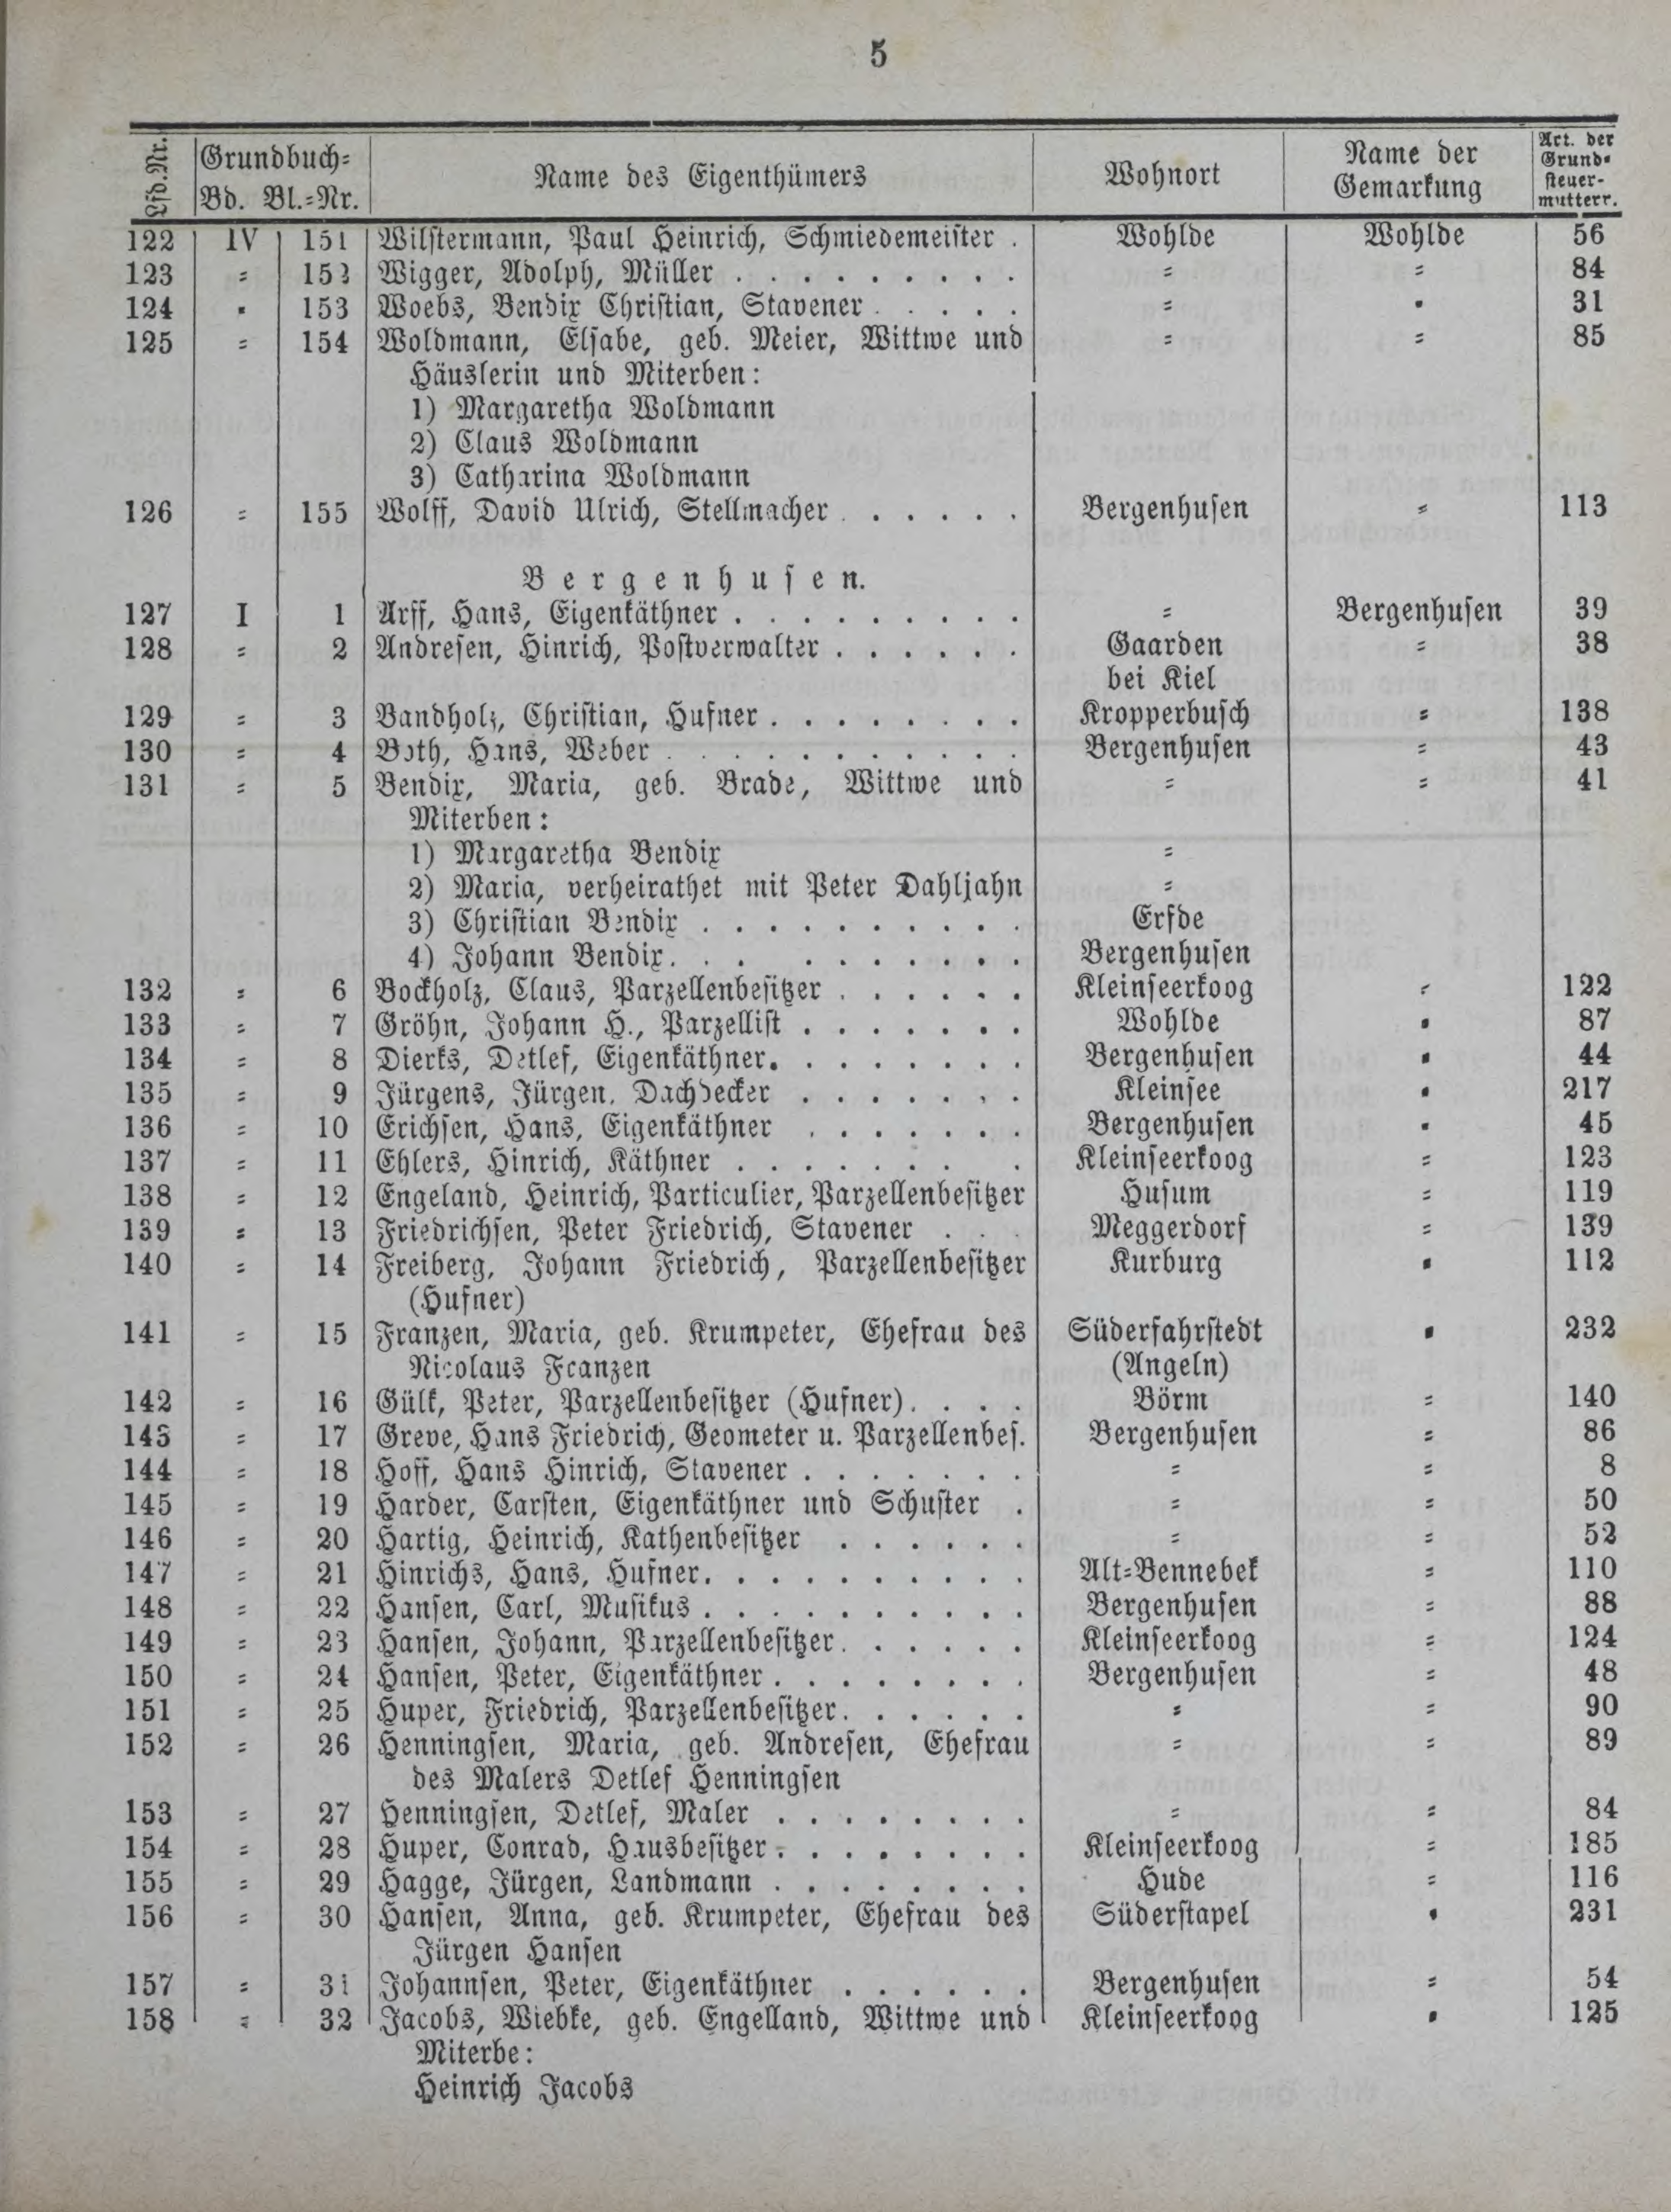 5
Lfd.Nr. Grundbuch= Bd. Bl.=Nr. Name des Eigenthümers Wohnort Name der Gemarkung Art. der Grund= steuer= mutterr.
122 IV 151 Wilstermann, Paul Heinrich, Schmiedemeister . Wohlde Wohlde 56
123 = 152 Wigger, Adolph, Müller . . . . . . . . . = = 84
124 = 153 Woebs, Bendix Christian, Stavener . . . . . = = 31
125 = 154 Woldmann, Elsabe, geb. Meier, Wittwe und = = 85
Häuslerin und Miterben:
1) Margaretha Woldmann
2) Claus Woldmann
3) Catharina Woldmann
126 = 155 Wolff, David Ulrich, Stellmacher . . . . . . Bergenhusen = 113
Bergenhusen.
127 I 1 Arff, Hans, Eigenkäthner . . . . . . . . . = Bergenhusen 39
128 = 2 Andresen, Hinrich, Postverwalter . . . . . . Gaarden = 38
bei Kiel
129 = 3 Bandholz, Christian, Hufner . . . . . . . . Kropperbusch = 138
130 = 4 Both, Hans, Weber . . . . . . . . . . . Bergenhusen = 43
131 = 5 Bendix, Maria, geb. Brade, Wittwe und = = 41
Miterben:
1) Margaretha Bendix =
2) Maria, verheirathet mit Peter Dahljahn =
3) Christian Bendix . . . . . . . . . . Erfde
4) Johann Bendix. . . . . . . . . . Bergenhusen
132 = 6 Bockholz, Claus, Parzellenbesitzer . . . . . . Kleinseerkoog = 122
133 = 7 Gröhn, Johann H., Parzellist . . . . . . . Wohlde = 87
134 = 8 Dierks, Detlef, Eigenkäthner. . . . . . . . Bergenhusen = 44
135 = 9 Jürgens, Jürgen, Dachdecker . . . . . . . Kleinsee = 217
136 = 10 Erichsen, Hans, Eigenkäthner . . . . . . . Bergenhusen = 45
137 = 11 Ehlers, Hinrich, Käthner . . . . . . . . Kleinseerkoog = 123
138 = 12 Engeland, Heinrich, Particulier, Parzellenbesitzer Husum = 119
139 = 13 Friedrichsen, Peter Friedrich, Stavener . . . Meggerdorf = 139
140 = 14 Freiberg, Johann Friedrich, Parzellenbesitzer Kurburg = 112
(Hufner)
141 = 15 Franzen, Maria, geb. Krumpeter, Ehefrau des Süderfahrstedt = 232
Nicolaus Franzen (Angeln)
142 = 16 Gülk, Peter, Parzellenbesitzer (Hufner). . . . Börm = 140
143 = 17 Greve, Hans Friedrich, Geometer u. Parzellenbes. Bergenhusen = 86
144 = 18 Hoff, Hans Hinrich, Stavener . . . . . . . = = 8
145 = 19 Harder, Carsten, Eigenkäthner und Schuster . = = 50
146 = 20 Hartig, Heinrich, Kathenbesitzer . . . . . . = = 52
147 = 21 Hinrichs, Hans, Hufner. . . . . . . . . . Alt=Bennebek = 110
148 = 22 Hansen, Carl, Musikus . . . . . . . . . . Bergenhusen = 88
149 = 23 Hansen, Johann, Parzellenbesitzer. . . . . . Kleinseerkoog = 124
150 = 24 Hansen, Peter, Eigenkäthner . . . . . . . . Bergenhusen = 48
151 = 25 Huper, Friedrich, Parzellenbesitzer. . . . . . = = 90
152 = 26 Henningsen, Maria, geb. Andresen, Ehefrau = = 89
des Malers Detlef Henningsen
153 = 27 Henningsen, Detlef, Maler . . . . . . . . = = 84
154 = 28 Huper, Conrad, Hausbesitzer . . . . . . . . Kleinseerkoog = 185
155 = 29 Hagge, Jürgen, Landmann . . . . . . . . Hude = 116
156 = 30 Hansen, Anna, geb. Krumpeter, Ehefrau des Süderstapel = 231
Jürgen Hansen
157 = 31 Johannsen, Peter, Eigenkäthner . . . . . . Bergenhusen = 54
158 = 32 Jacobs, Wiebke, geb. Engelland, Wittwe und Kleinseerkoog = 125
Miterbe:
Heinrich Jacobs